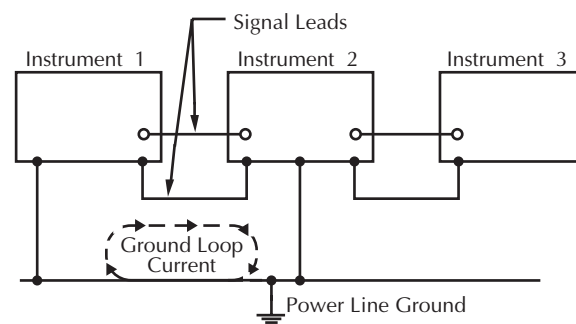 Signal Leads
Instrument 1
Instrument 2
Instrument 3
Ground Loop
Current
Power Line Ground